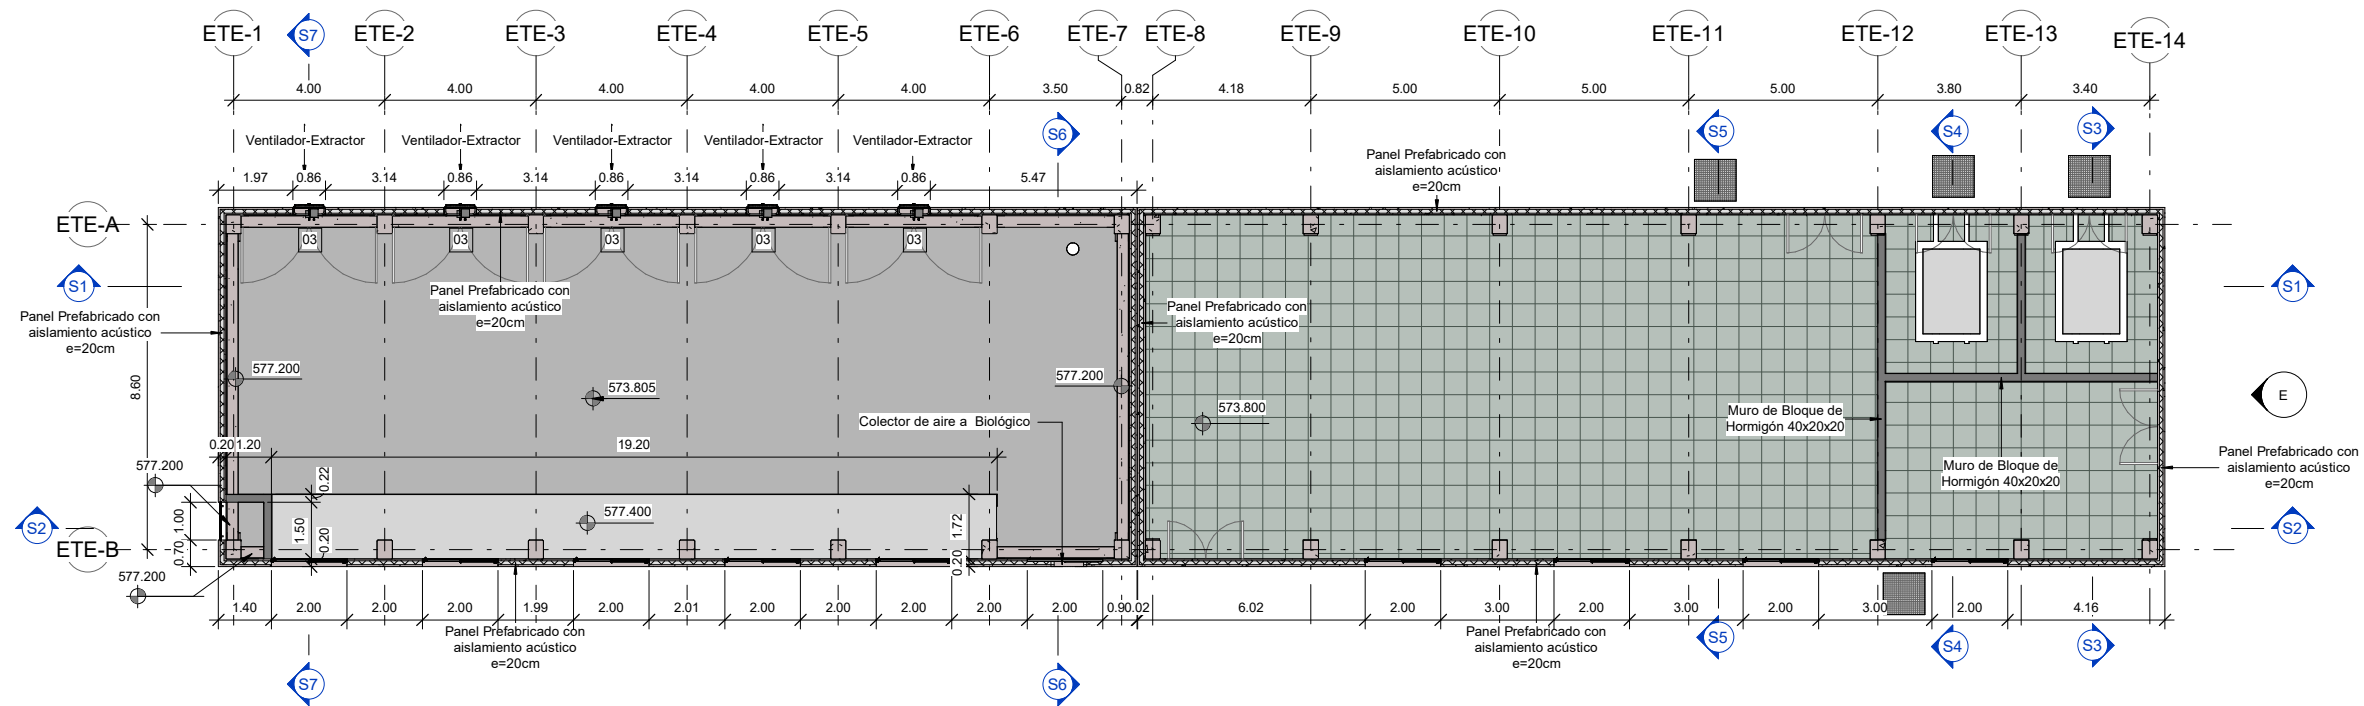 ETE-1 S7 ETE-2 ETE-3 ETE-4 ETE-5 ETE-6 ETE-7 ETE-8 ETE-9 ETE-10 ETE-11 ETE-12 ETE-13 ETE-14
4.00 4.00 4.00 4.00 4.00 3.50 0.82 4.18 5.00 5.00 5.00 3.80 3.40
Ventilador-Extractor Ventilador-Extractor Ventilador-Extractor Ventilador-Extractor Ventilador-Extractor S6 S5 S4 S3
1.97 0.86 3.14 0.86 3.14 0.86 3.14 0.86 3.14 0.86 5.47
Panel Prefabricado con
aislamiento acústico
e=20cm
ETE-A
03 03 03 03 03
S1 S1
Panel Prefabricado con
aislamiento acústico
e=20cm
Panel Prefabricado con
aislamiento acústico
e=20cm
Panel Prefabricado con
aislamiento acústico
e=20cm
8.60
577.200 573.805 577.200 573.800
E
Colector de aire a Biológico
Muro de Bloque de
Hormigón 40x20x20
0.20 1.20 19.20
577.200
Muro de Bloque de
Hormigón 40x20x20
Panel Prefabricado con
aislamiento acústico
e=20cm
0.22
1.00 1.50 0.20 577.400 1.72
S2 S2
ETE-B
0.70 0.20
577.200
1.40 2.00 2.00 2.00 1.99 2.00 2.01 2.00 2.00 2.00 2.00 2.00 0.90 0.02 6.02 2.00 3.00 2.00 3.00 2.00 3.00 2.00 4.16
Panel Prefabricado con
aislamiento acústico
e=20cm
Panel Prefabricado con
aislamiento acústico
e=20cm
S5 S4 S3
S7 S6